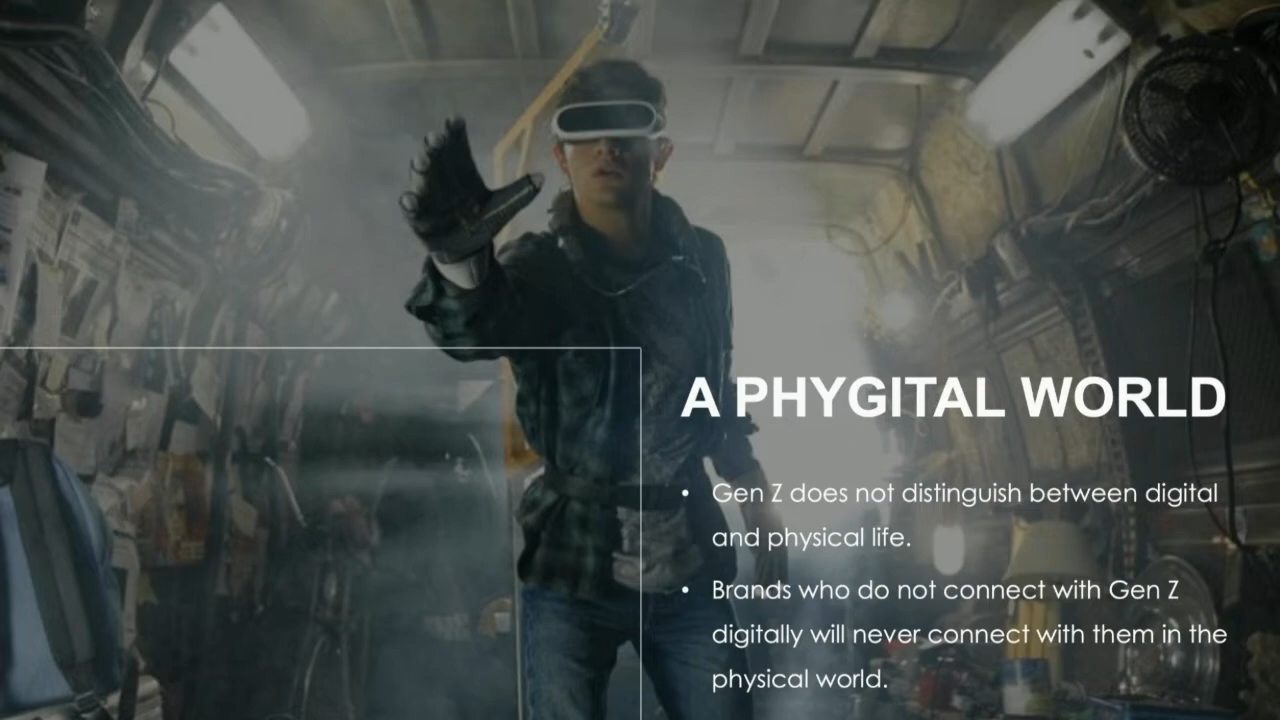 A PHYGITAL WORLD
• Gen Z does not distinguish between digital
and physical life.
• Brands who do not connect with Gen Z
digitally will never connect with them in the
physical world.